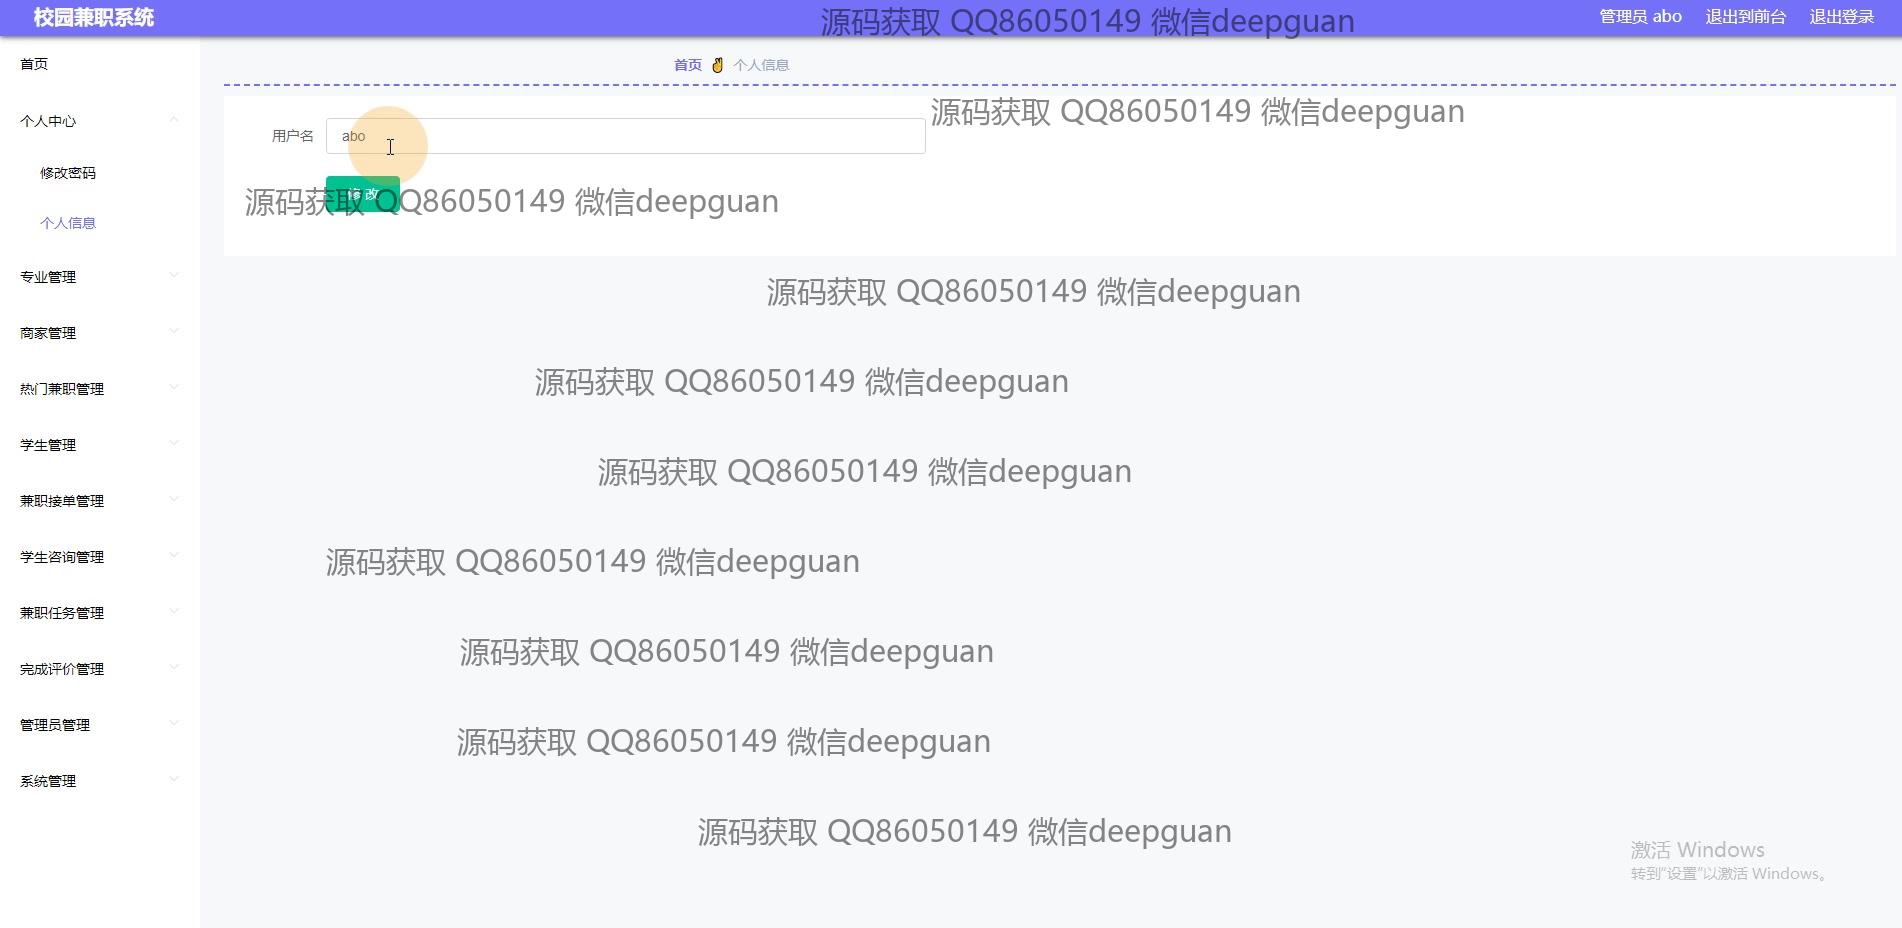 校园兼职系统
源码获取 QQ86050149 微信deepguan
管理员 abo
退出到前台
退出登录
首页
首页 个人信息
个人中心
修改密码
个人信息
专业管理
商家管理
热门兼职管理
学生管理
兼职接单管理
学生咨询管理
兼职任务管理
完成评价管理
管理员管理
系统管理
源码获取 QQ86050149 微信deepguan
用户名
abo
修改
源码获取 QQ86050149 微信deepguan
源码获取 QQ86050149 微信deepguan
源码获取 QQ86050149 微信deepguan
源码获取 QQ86050149 微信deepguan
源码获取 QQ86050149 微信deepguan
源码获取 QQ86050149 微信deepguan
源码获取 QQ86050149 微信deepguan
源码获取 QQ86050149 微信deepguan
激活 Windows
转到"设置"以激活 Windows。